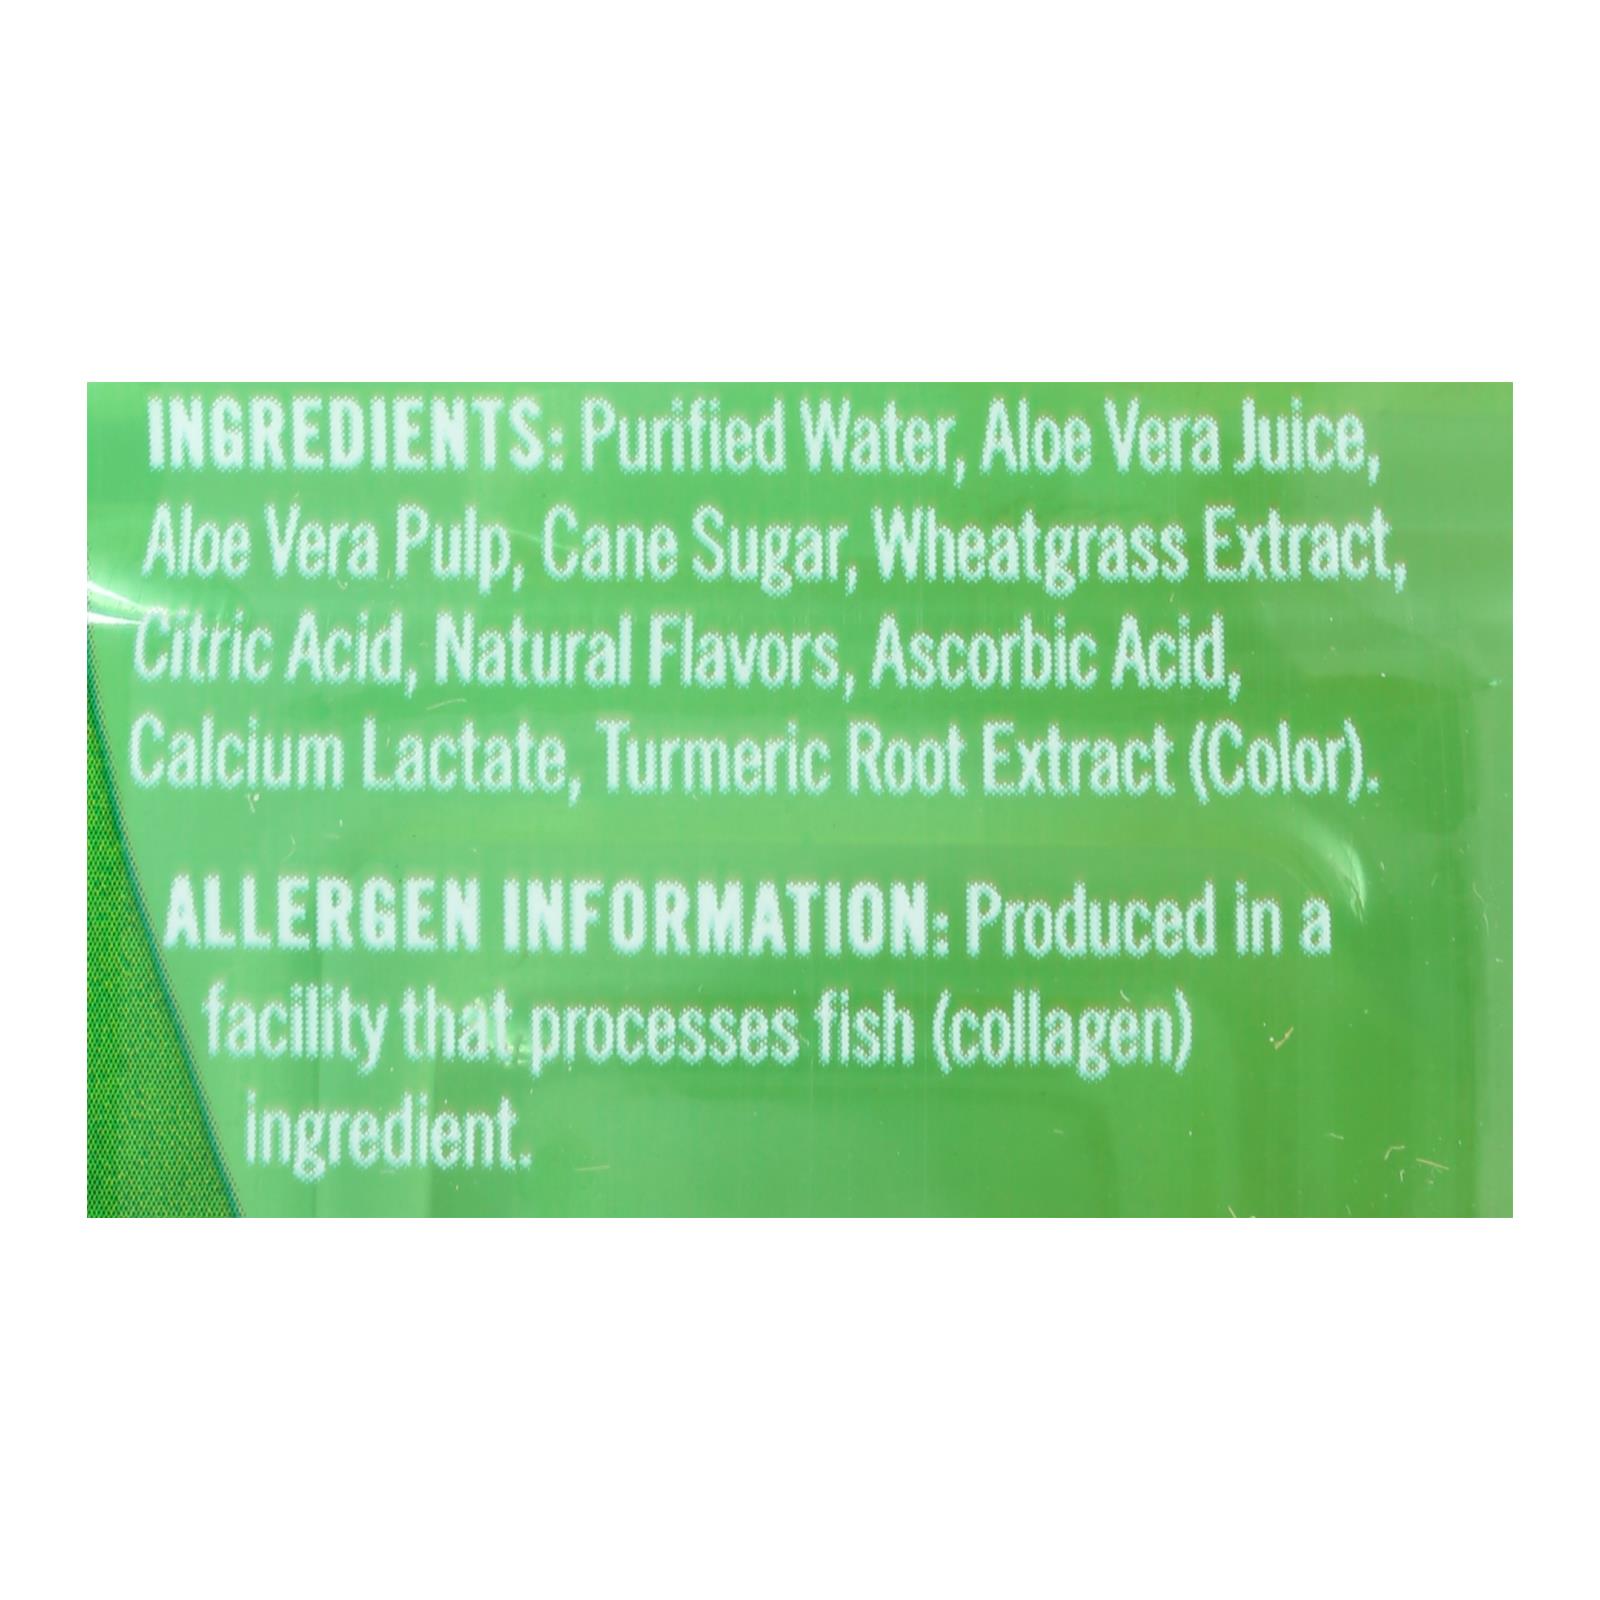 INGREDIENTS: Purified Water, Aloe Vera Juice,
Aloe Vera Pulp, Cane Sugar, Wheatgrass Extract,
Citric Acid, Natural Flavors, Ascorbic Acid,
Calcium Lactate, Turmeric Root Extract (Color).
ALLERGEN INFORMATION: Produced in a
facility that processes fish (collagen)
ingredient.